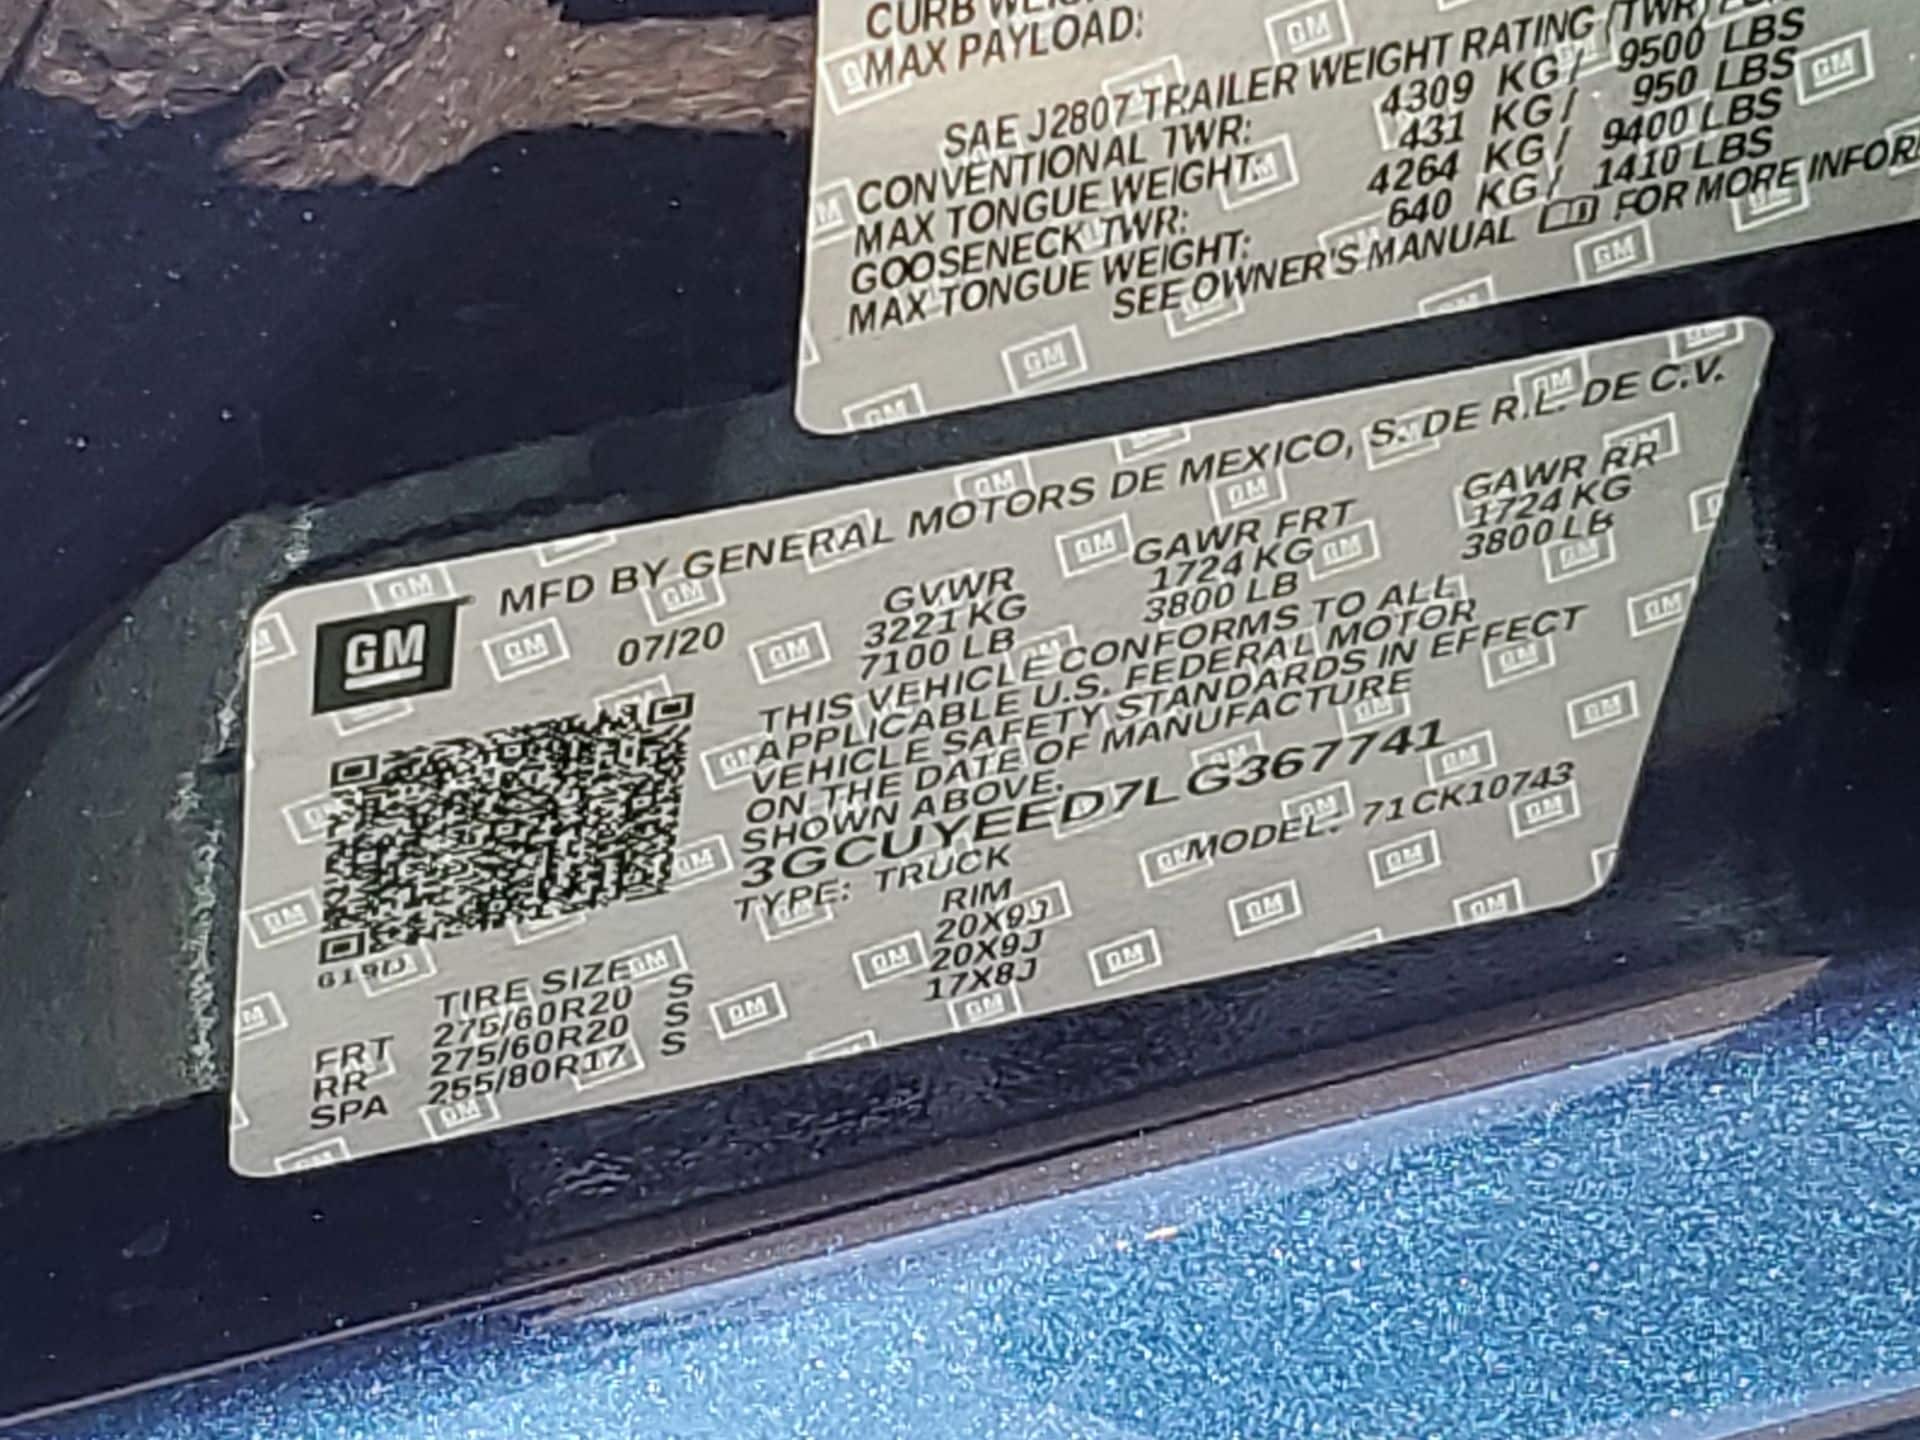 CURB
MAX PAYLOAD:
SAE J2807 TRAILER WEIGHT RATING (TWR)
CONVENTIONAL TWR: 4309 KG / 9500 LBS
MAX TONGUE WEIGHT: 431 KG / 950 LBS
GOOSENECK TWR: 4264 KG / 9400 LBS
MAX TONGUE WEIGHT: 640 KG / 1410 LBS
SEE OWNER'S MANUAL FOR MORE INFOR
GM
MFD BY GENERAL MOTORS DE MEXICO, S. DE R.L. DE C.V.
07/20 GVWR GAWR FRT GAWR RR
3221 KG 1724 KG 1724 KG
7100 LB 3800 LB 3800 LB
THIS VEHICLE CONFORMS TO ALL
APPLICABLE U.S. FEDERAL MOTOR
VEHICLE SAFETY STANDARDS IN EFFECT
ON THE DATE OF MANUFACTURE
SHOWN ABOVE.
3GCUYEED7LG367741
TYPE: TRUCK MODEL: 71CK10743
TIRE SIZE RIM
FRT 275/60R20 S 20X9J
RR 275/60R20 S 20X9J
SPA 255/80R17 S 17X8J